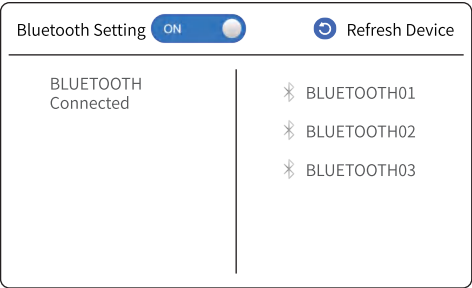 Bluetooth Setting ON Refresh Device
BLUETOOTH
Connected
BLUETOOTH01
BLUETOOTH02
BLUETOOTH03